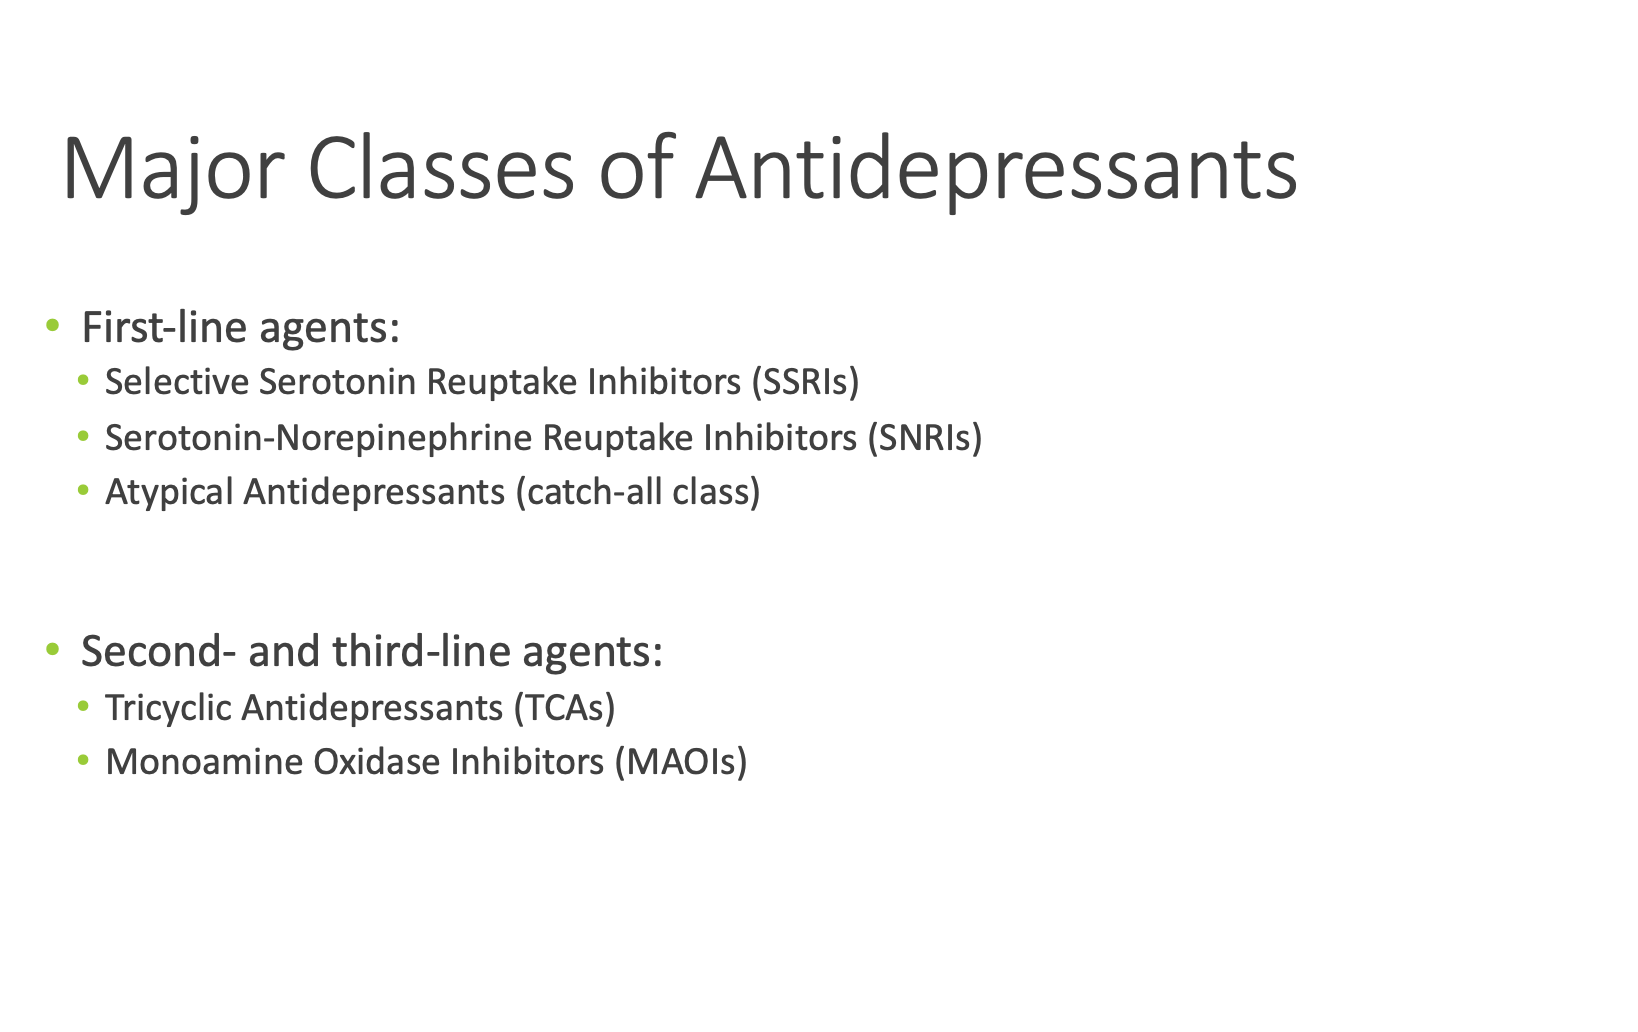 Major Classes of Antidepressants
• First-line agents:
• Selective Serotonin Reuptake Inhibitors (SSRIs)
• Serotonin-Norepinephrine Reuptake Inhibitors (SNRIs)
• Atypical Antidepressants (catch-all class)
• Second- and third-line agents:
• Tricyclic Antidepressants (TCAs)
• Monoamine Oxidase Inhibitors (MAOIs)